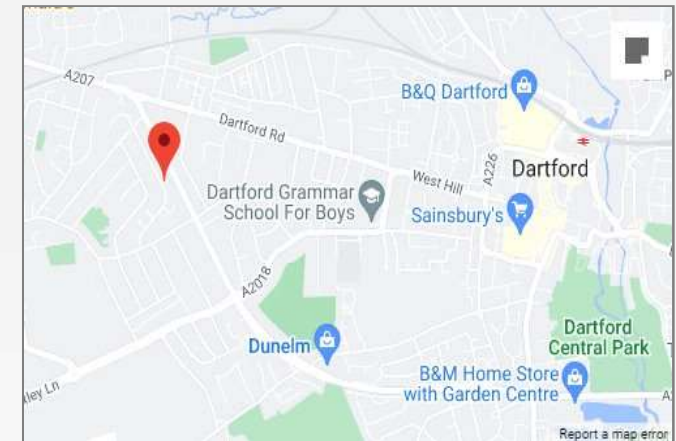 A207
B&Q Dartford
Dartford Rd
A226
West Hill
Dartford
Dartford Grammar
School For Boys
Sainsbury's
A2018
Dunelm
Dartford
Central Park
B&M Home Store
with Garden Centre
Report a map error